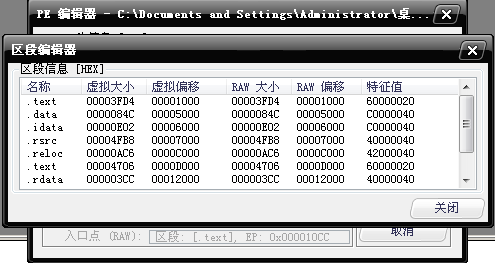 PE 编辑器 - C:\Documents and Settings\Administrator\桌...
区段编辑器
区段信息 [HEX]
名称 虚拟大小 虚拟偏移 RAW 大小 RAW 偏移 特征值
.text 00003FD4 00001000 00003FD4 00001000 60000020
.data 0000084C 00005000 0000084C 00005000 C0000040
.idata 00000E02 00006000 00000E02 00006000 C0000040
.rsrc 00004FB8 00007000 00004FB8 00007000 40000040
.reloc 00000AC6 0000C000 00000AC6 0000C000 42000040
.text 00004706 0000D000 00004706 0000D000 60000020
.rdata 000003CC 00012000 000003CC 00012000 40000040
关闭
入口点 (RAW): 区段: [.text], EP: 0x000010CC
取消